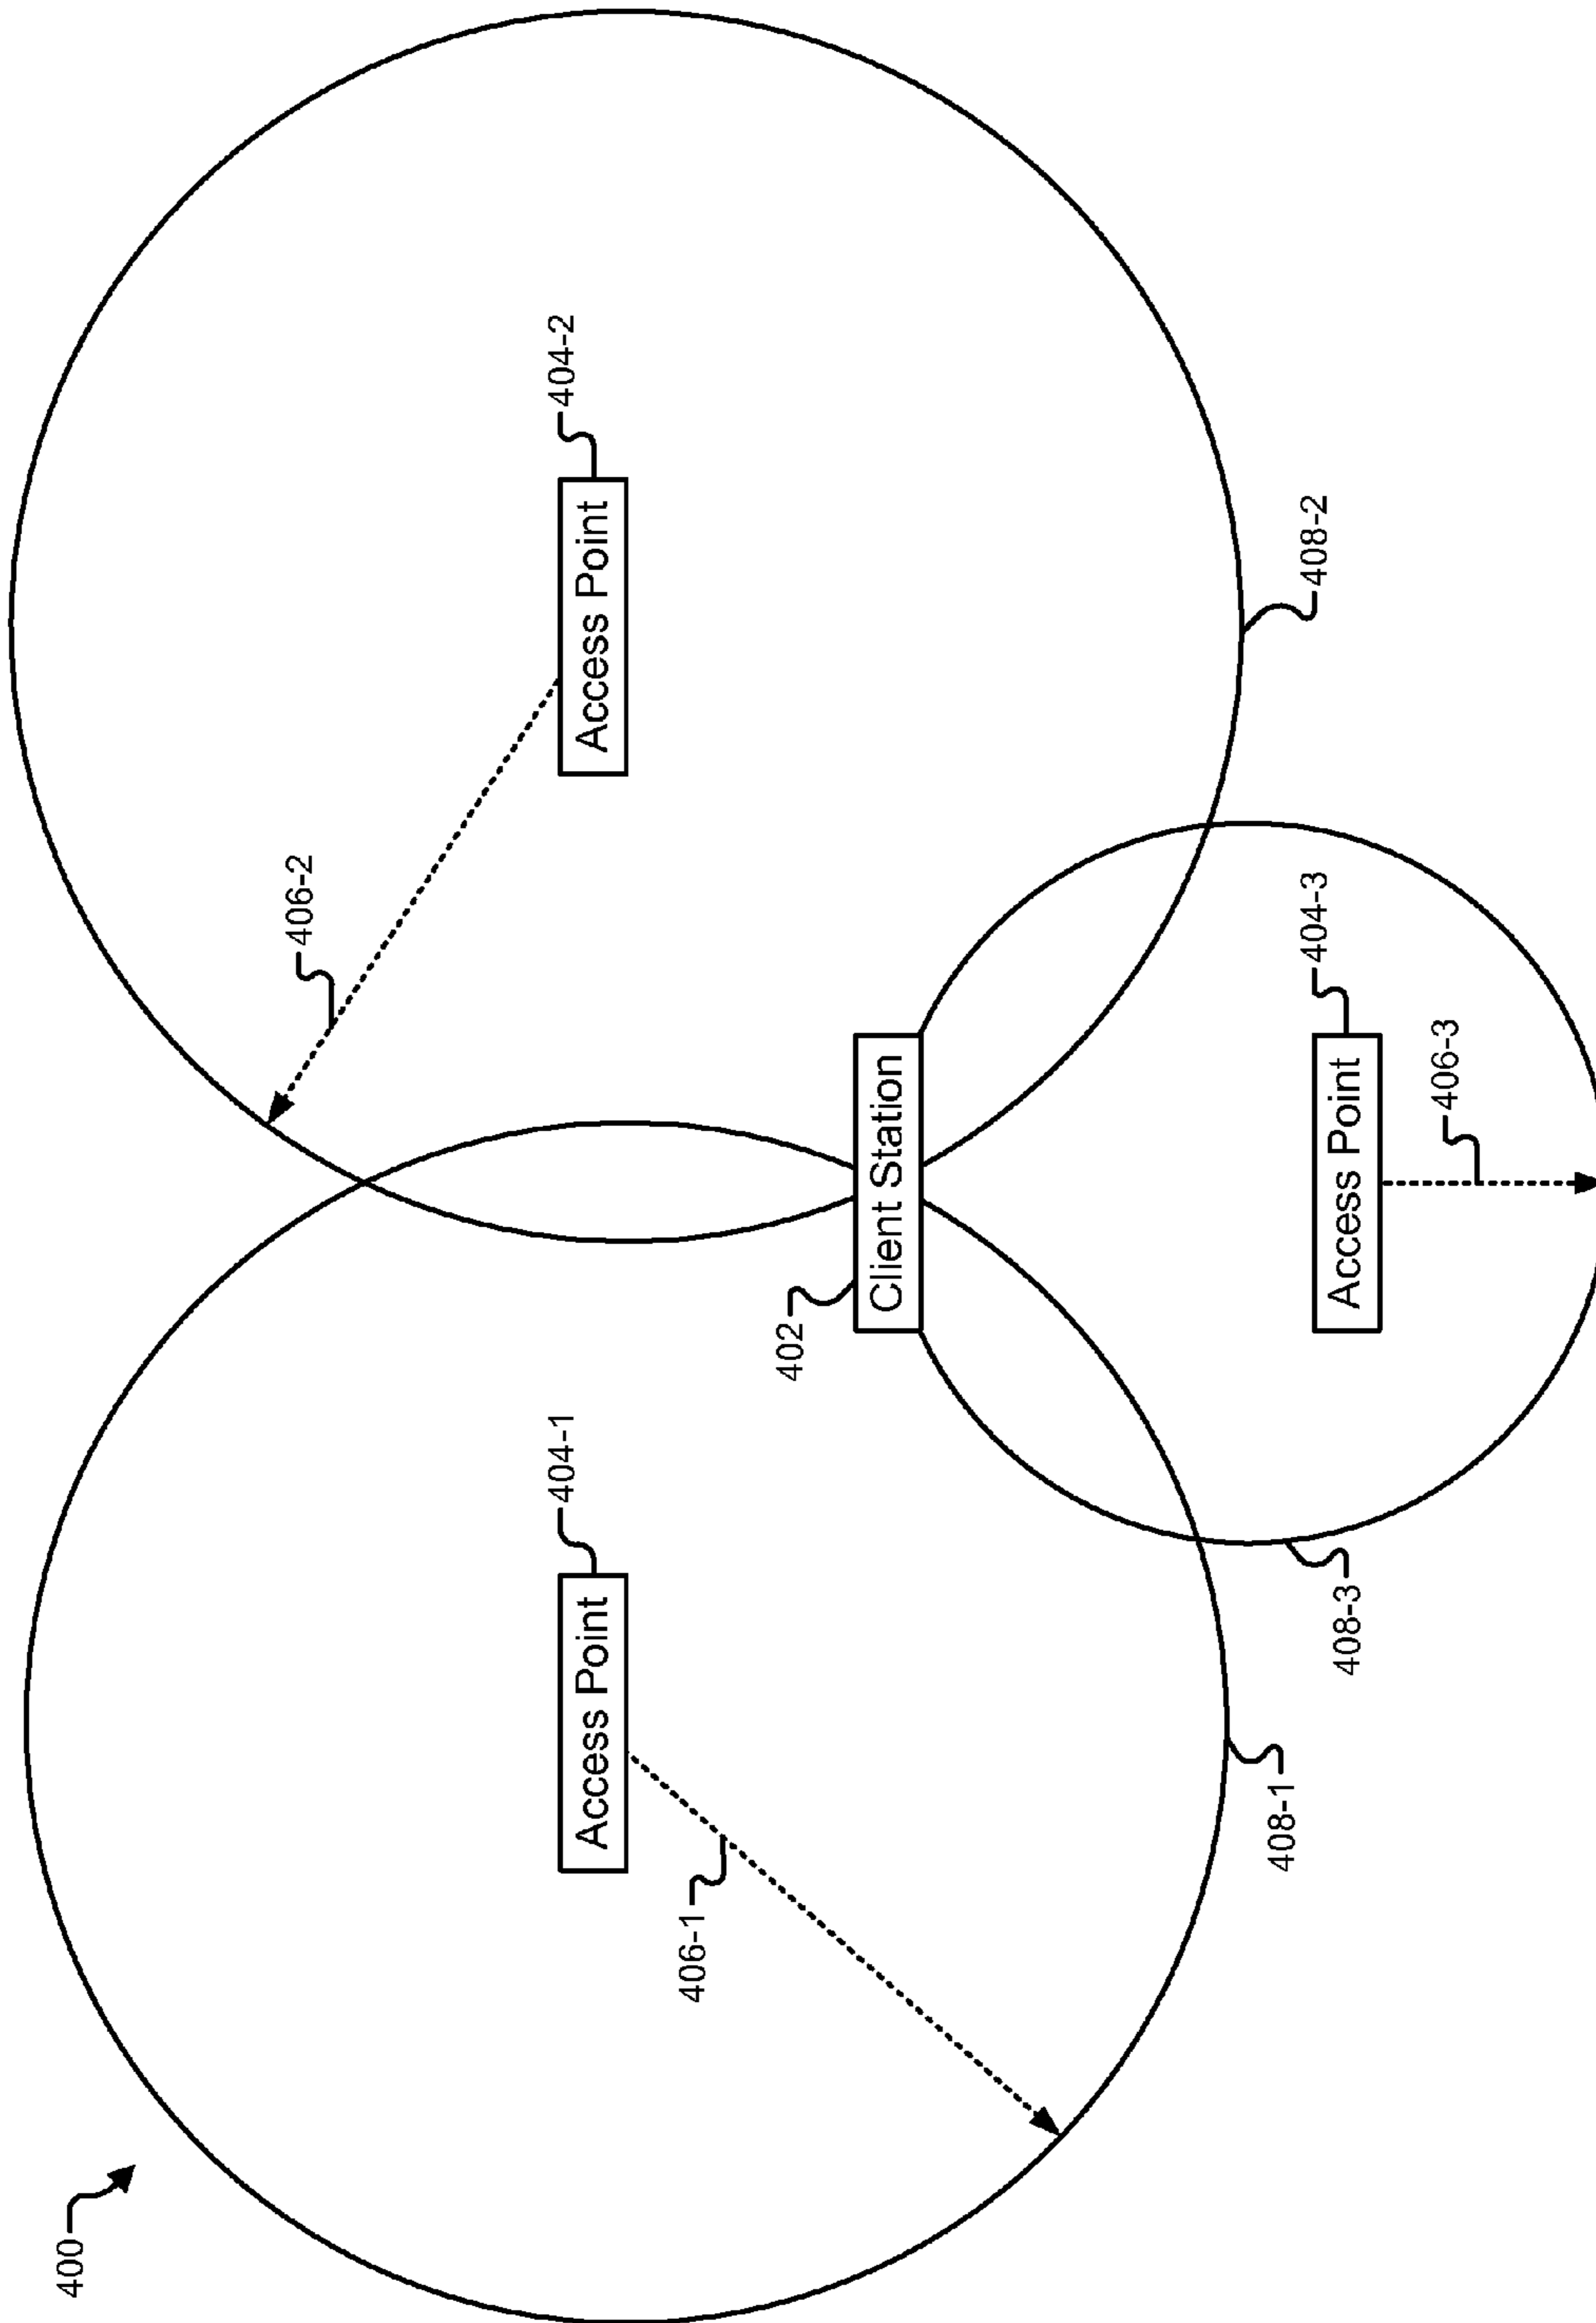 400
Access Point
404-1
406-1
408-1
406-2
Access Point
404-2
408-2
402
Client Station
Access Point
404-3
406-3
408-3